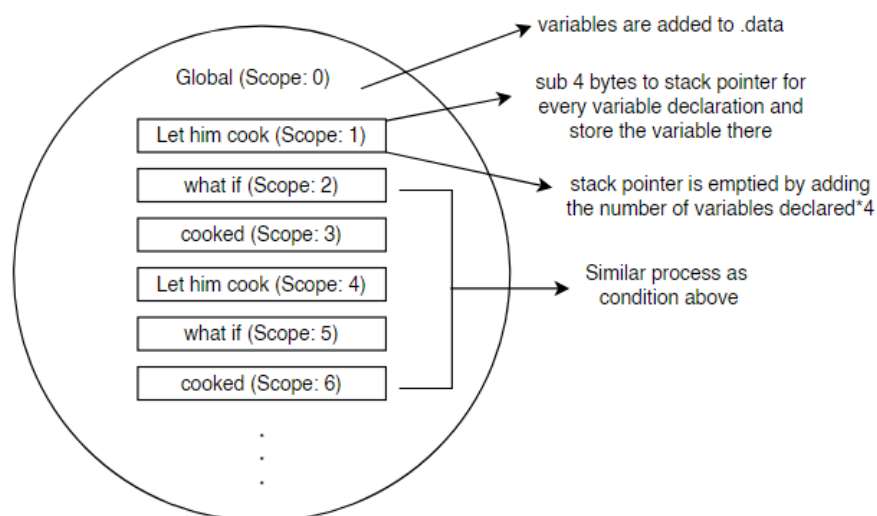 variables are added to .data
Global (Scope: 0)
sub 4 bytes to stack pointer for
every variable declaration and
store the variable there
Let him cook (Scope: 1)
what if (Scope: 2)
stack pointer is emptied by adding
the number of variables declared*4
cooked (Scope: 3)
Let him cook (Scope: 4)
Similar process as
condition above
what if (Scope: 5)
cooked (Scope: 6)
.
.
.